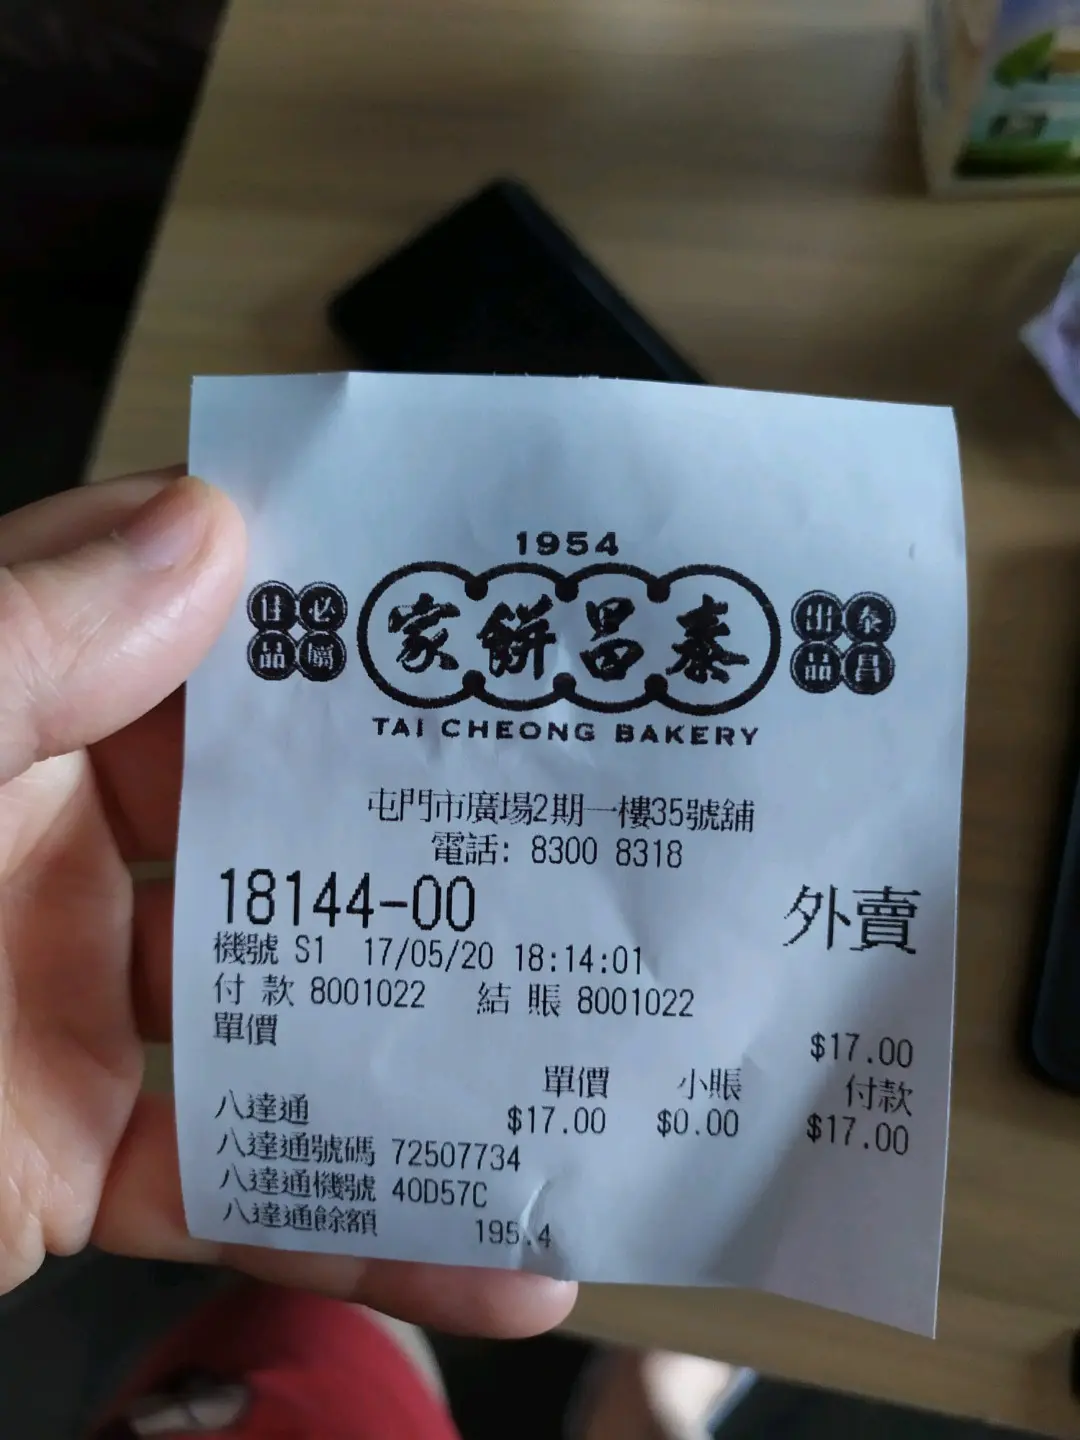 1954
必屬佳品
泰昌餅家
泰昌出品
TAI CHEONG BAKERY
屯門市廣場2期一樓35號舖
電話: 8300 8318
18144-00 外賣
機號 S1 17/05/20 18:14:01
付款 8001022 結賬 8001022
單價 $17.00
單價 小賬 付款
八達通 $17.00 $0.00 $17.00
八達通號碼 72507734
八達通機號 40D57C
八達通餘額 195.4